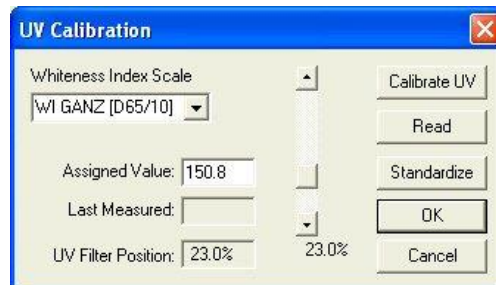 UV Calibration
Whiteness Index Scale
WI GANZ [D65/10]
Calibrate UV
Read
Assigned Value: 150.8
Standardize
Last Measured:
OK
UV Filter Position: 23.0%
23.0%
Cancel